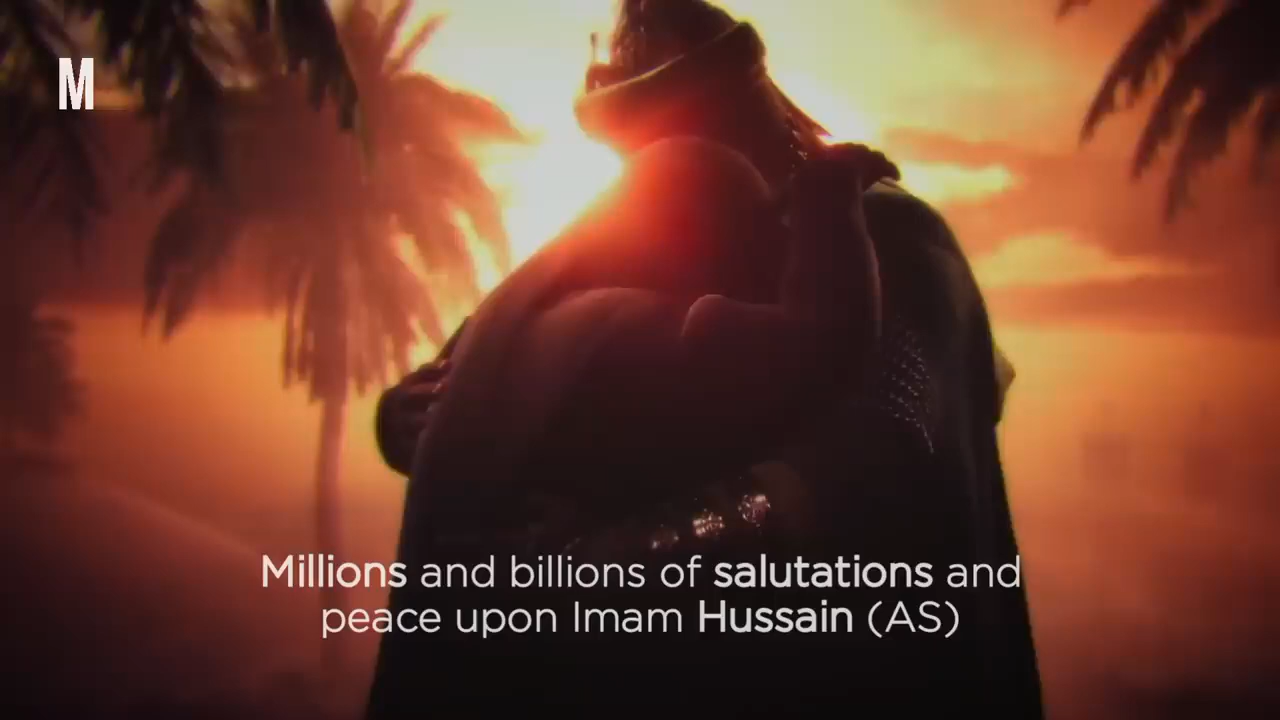 M
Millions and billions of salutations and
peace upon Imam Hussain (AS)